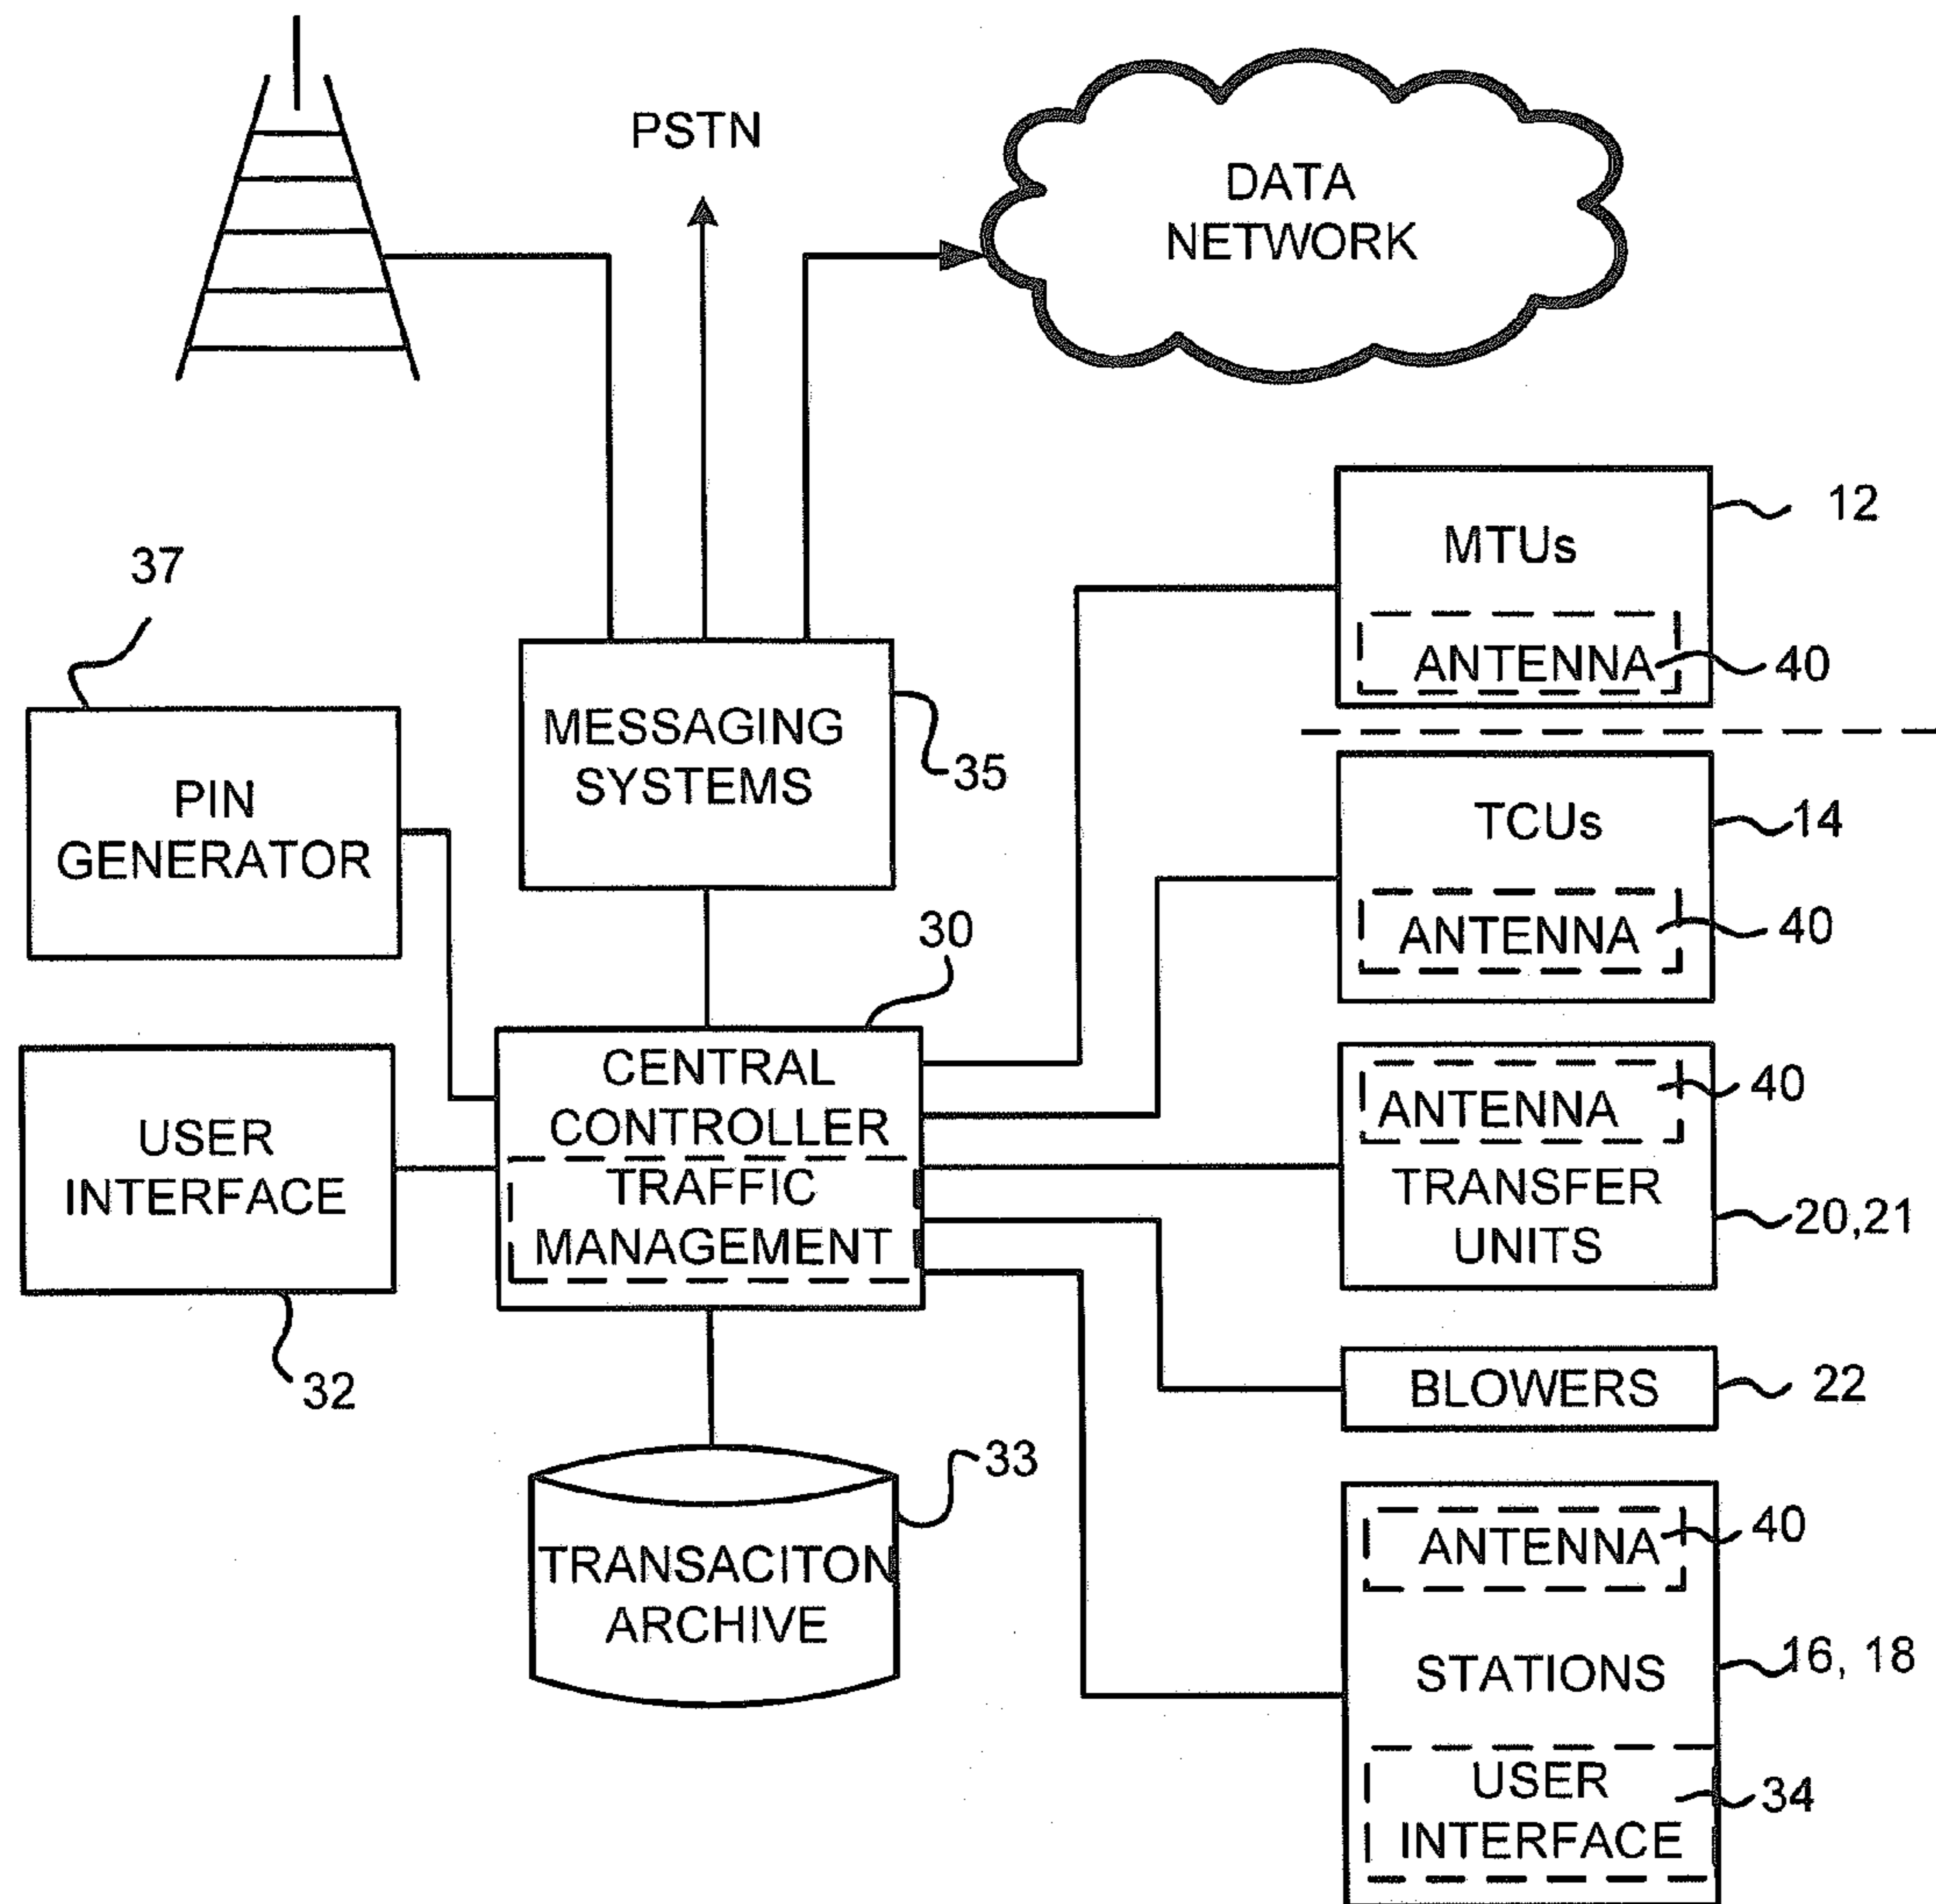 PSTN
DATA
NETWORK
12
MTUs
ANTENNA
40
37
MESSAGING
SYSTEMS
35
PIN
GENERATOR
TCUs
14
ANTENNA
40
30
CENTRAL
CONTROLLER
TRAFFIC
MANAGEMENT
USER
INTERFACE
32
ANTENNA
40
TRANSFER
UNITS
20,21
BLOWERS
22
33
TRANSACITON
ARCHIVE
ANTENNA
40
STATIONS
16, 18
USER
INTERFACE
34